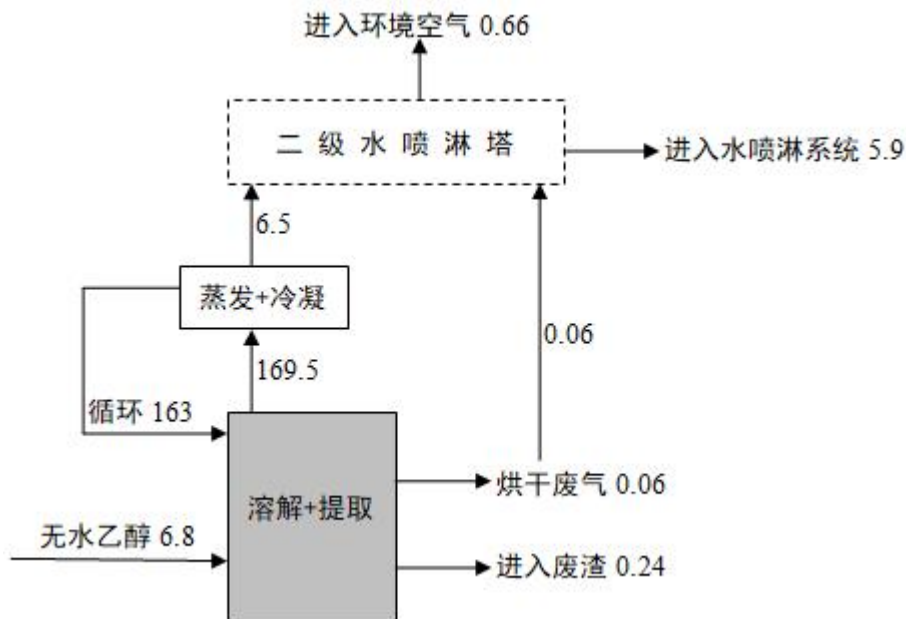 进入环境空气 0.66
二级水喷淋塔
进入水喷淋系统 5.9
6.5
蒸发+冷凝
0.06
169.5
循环 163
烘干废气 0.06
溶解+提取
无水乙醇 6.8
进入废渣 0.24